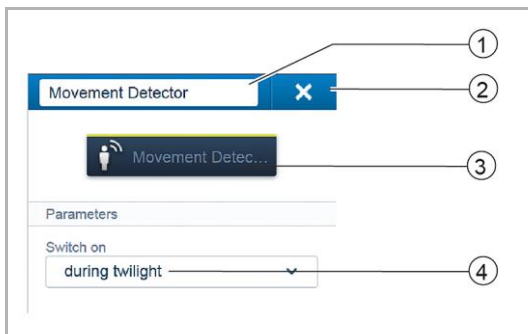 1
Movement Detector
2
Movement Detec...
3
Parameters
Switch on
during twilight
4